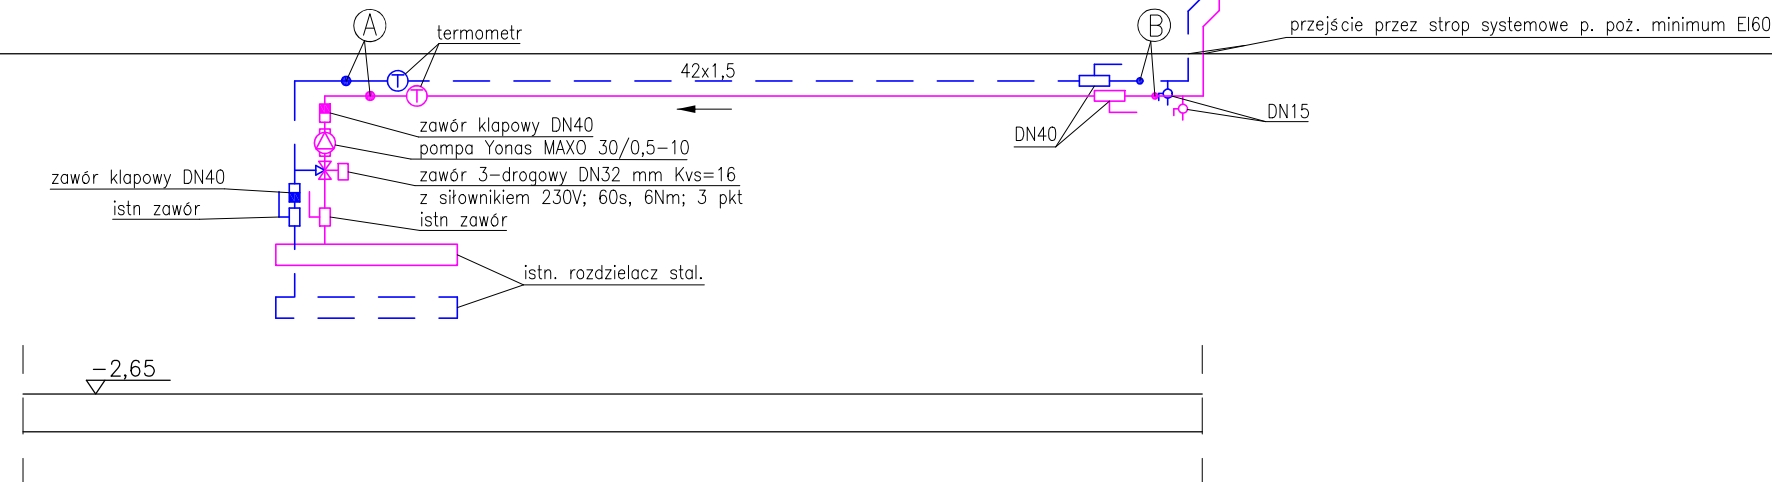 A
termometr
B
przejście przez strop systemowe p. poż. minimum EI60
T
T
42x1,5
DN40
DN15
zawór klapowy DN40
pompa Yonas MAXO 30/0,5-10
zawór 3-drogowy DN32 mm Kvs=16
z siłownikiem 230V; 60s, 6Nm; 3 pkt
istn zawór
zawór klapowy DN40
istn zawór
istn. rozdzielacz stal.
-2,65